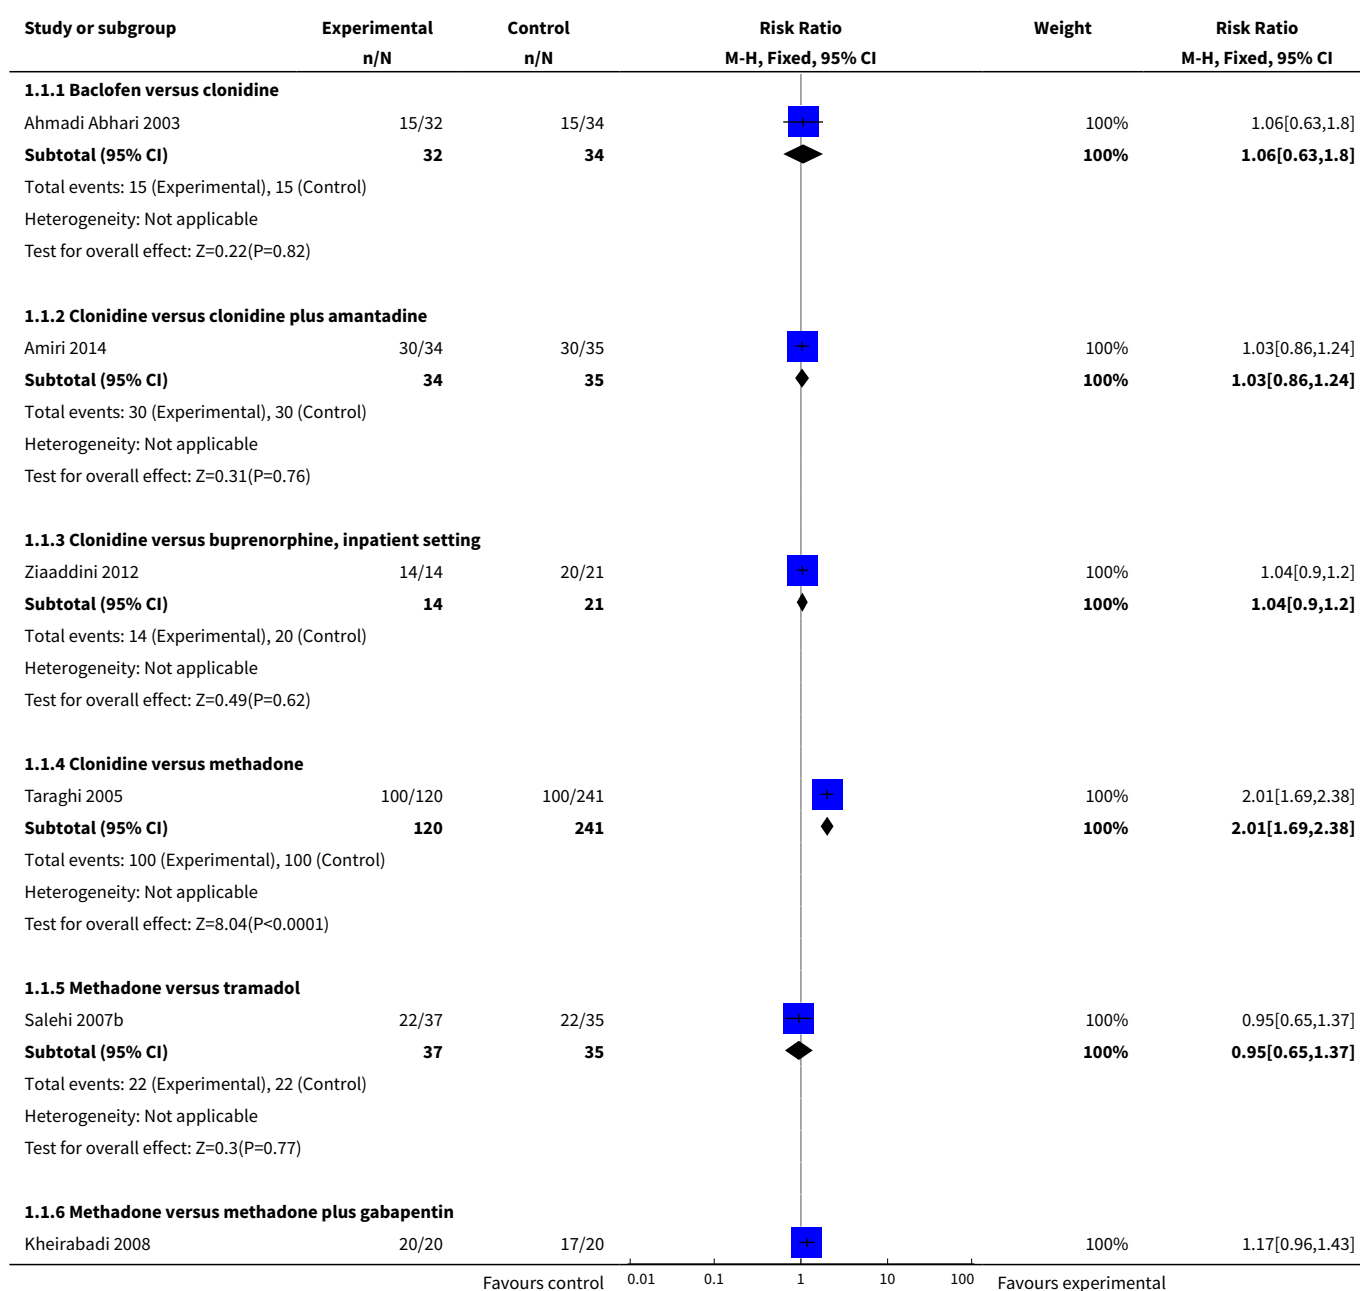 Study or subgroup Experimental Control Risk Ratio Weight Risk Ratio
n/N n/N M-H, Fixed, 95% CI M-H, Fixed, 95% CI
1.1.1 Baclofen versus clonidine
Ahmadi Abhari 2003 15/32 15/34 100% 1.06[0.63,1.8]
Subtotal (95% CI) 32 34 100% 1.06[0.63,1.8]
Total events: 15 (Experimental), 15 (Control)
Heterogeneity: Not applicable
Test for overall effect: Z=0.22(P=0.82)
1.1.2 Clonidine versus clonidine plus amantadine
Amiri 2014 30/34 30/35 100% 1.03[0.86,1.24]
Subtotal (95% CI) 34 35 100% 1.03[0.86,1.24]
Total events: 30 (Experimental), 30 (Control)
Heterogeneity: Not applicable
Test for overall effect: Z=0.31(P=0.76)
1.1.3 Clonidine versus buprenorphine, inpatient setting
Ziaaddini 2012 14/14 20/21 100% 1.04[0.9,1.2]
Subtotal (95% CI) 14 21 100% 1.04[0.9,1.2]
Total events: 14 (Experimental), 20 (Control)
Heterogeneity: Not applicable
Test for overall effect: Z=0.49(P=0.62)
1.1.4 Clonidine versus methadone
Taraghi 2005 100/120 100/241 100% 2.01[1.69,2.38]
Subtotal (95% CI) 120 241 100% 2.01[1.69,2.38]
Total events: 100 (Experimental), 100 (Control)
Heterogeneity: Not applicable
Test for overall effect: Z=8.04(P<0.0001)
1.1.5 Methadone versus tramadol
Salehi 2007b 22/37 22/35 100% 0.95[0.65,1.37]
Subtotal (95% CI) 37 35 100% 0.95[0.65,1.37]
Total events: 22 (Experimental), 22 (Control)
Heterogeneity: Not applicable
Test for overall effect: Z=0.3(P=0.77)
1.1.6 Methadone versus methadone plus gabapentin
Kheirabadi 2008 20/20 17/20 100% 1.17[0.96,1.43]
Favours control 0.01 0.1 1 10 100 Favours experimental